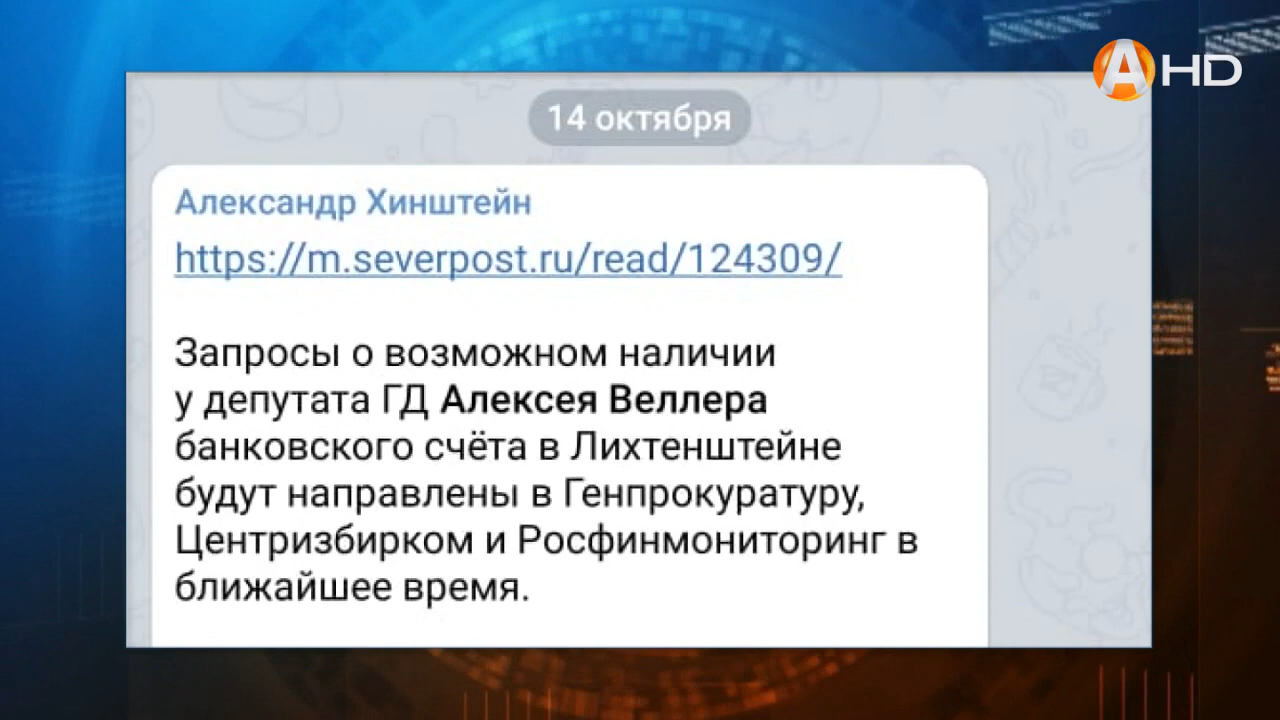 А HD
14 октября
Александр Хинштейн
https://m.severpost.ru/read/124309/
Запросы о возможном наличии
у депутата ГД Алексея Веллера
банковского счёта в Лихтенштейне
будут направлены в Генпрокуратуру,
Центризбирком и Росфинмониторинг в
ближайшее время.